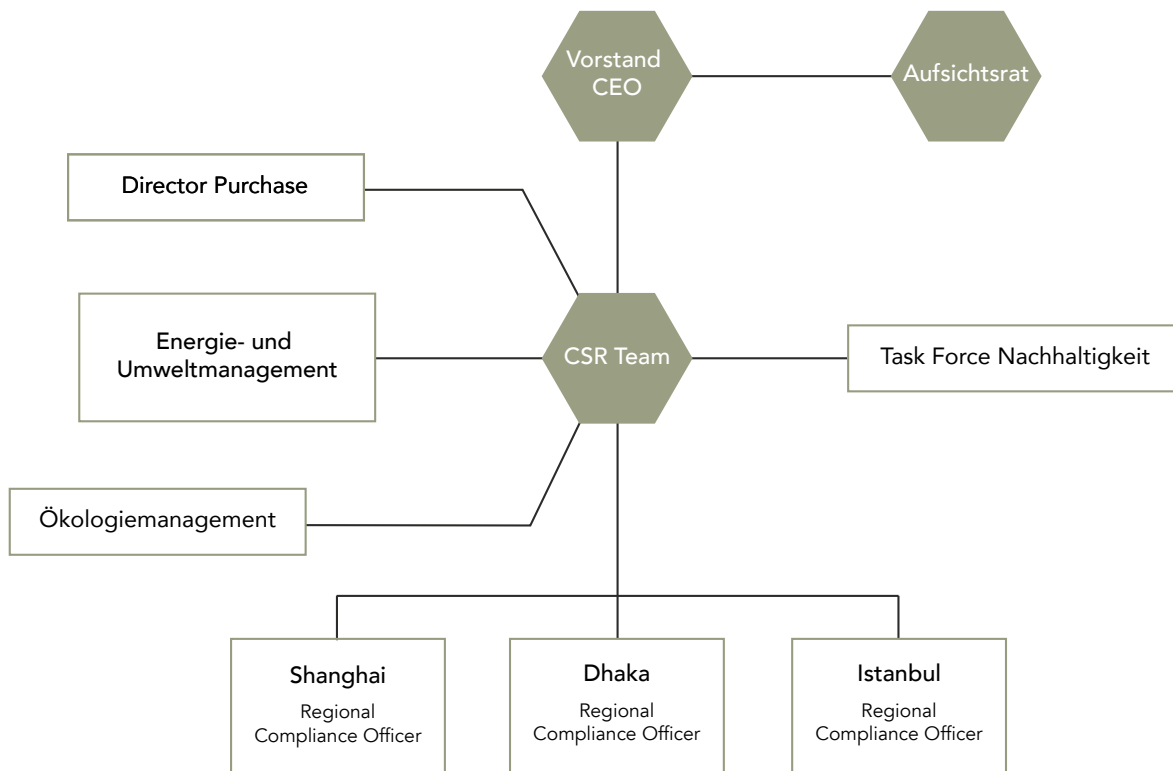 Vorstand
CEO
Aufsichtsrat
Director Purchase
Energie- und
Umweltmanagement
CSR Team
Task Force Nachhaltigkeit
Ökologiemanagement
Shanghai
Regional
Compliance Officer
Dhaka
Regional
Compliance Officer
Istanbul
Regional
Compliance Officer